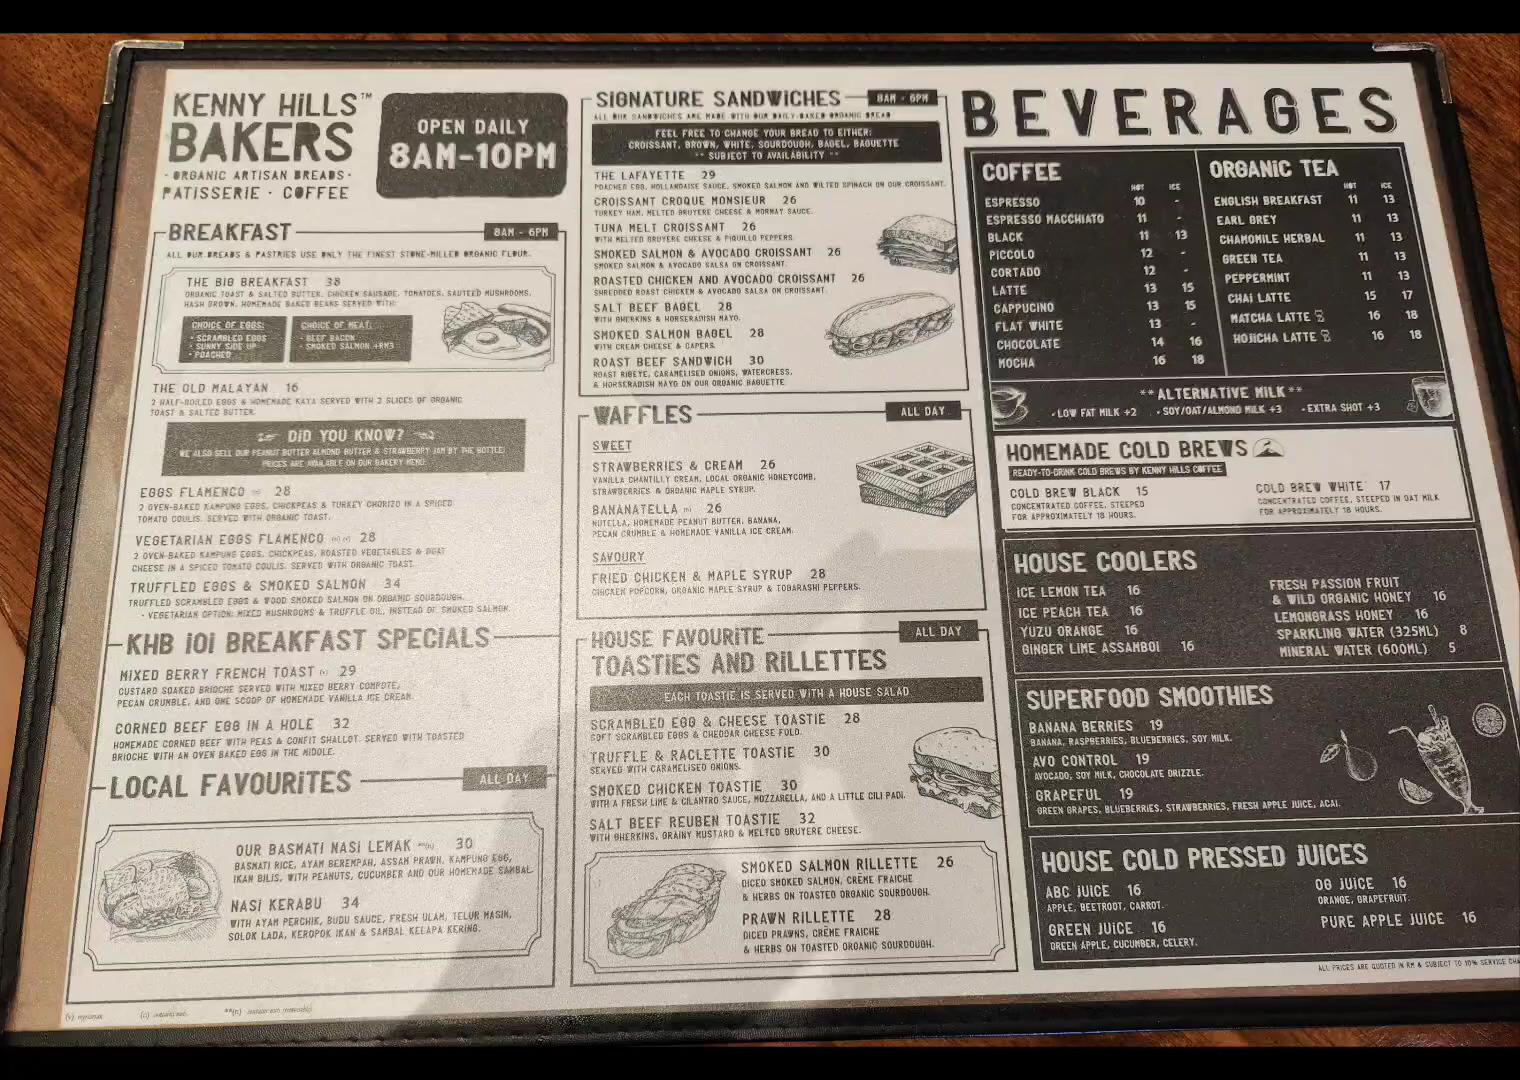 KENNY HiLLS™
BAKERS
· ORGANIC ARTISAN BREADS ·
PATISSERIE · COFFEE
OPEN DAILY
8AM-10PM
BREAKFAST
8AM - 6PM
ALL OUR BREADS & PASTRIES USE ONLY THE FINEST STONE-MILLED ORGANIC FLOUR.
THE BIG BREAKFAST 38
ORGANIC TOAST & SALTED BUTTER, CHICKEN SAUSAGE, TOMATOES, SAUTEED MUSHROOMS,
HASH BROWN, HOMEMADE BAKED BEANS SERVED WITH:
CHOICE OF EGGS:
• SCRAMBLED EGGS
• SUNNY SIDE UP
• POACHED
CHOICE OF MEAT:
• BEEF BACON
• SMOKED SALMON +RM3
THE OLD MALAYAN 16
2 HALF-BOILED EGGS & HOMEMADE KAYA SERVED WITH 2 SLICES OF ORGANIC
TOAST & SALTED BUTTER.
DiD YOU KNOW?
WE ALSO SELL OUR PEANUT BUTTER ALMOND BUTTER & STRAWBERRY JAM BY THE BOTTLE!
PRICES ARE AVAILABLE ON OUR BAKERY MENU
EGGS FLAMENCO 28
2 OVEN-BAKED KAMPUNG EGGS, CHICKPEAS & TURKEY CHORIZO IN A SPICED
TOMATO COULIS. SERVED WITH ORGANIC TOAST.
VEGETARIAN EGGS FLAMENCO 28
2 OVEN-BAKED KAMPUNG EGGS, CHICKPEAS, ROASTED VEGETABLES & GOAT
CHEESE IN A SPICED TOMATO COULIS. SERVED WITH ORGANIC TOAST.
TRUFFLED EGGS & SMOKED SALMON 34
TRUFFLED SCRAMBLED EGGS & WOOD SMOKED SALMON ON ORGANIC SOURDOUGH.
- VEGETARIAN OPTION: MIXED MUSHROOMS & TRUFFLE OIL, INSTEAD OF SMOKED SALMON.
KHB iOi BREAKFAST SPECiALS
MIXED BERRY FRENCH TOAST 29
CUSTARD SOAKED BRIOCHE SERVED WITH MIXED BERRY COMPOTE,
PECAN CRUMBLE, AND ONE SCOOP OF HOMEMADE VANILLA ICE CREAM.
CORNED BEEF EGG IN A HOLE 32
HOMEMADE CORNED BEEF WITH PEAS & CONFIT SHALLOT. SERVED WITH TOASTED
BRIOCHE WITH AN OVEN BAKED EGG IN THE MIDDLE.
LOCAL FAVOURiTES
ALL DAY
OUR BASMATI NASI LEMAK 30
BASMATI RICE, AYAM BEREMPAH, ASSAM PRAWN, KAMPUNG EGG,
IKAN BILIS, WITH PEANUTS, CUCUMBER AND OUR HOMEMADE SAMBAL.
NASI KERABU 34
WITH AYAM PERCHIK, BUDU SAUCE, FRESH ULAM, TELUR MASIN,
SOLOK LADA, KEROPOK IKAN & SAMBAL KELAPA KERING.
SiGNATURE SANDWiCHES
8AM - 6PM
ALL OUR SANDWICHES ARE MADE WITH OUR DAILY-BAKED ORGANIC BREAD
FEEL FREE TO CHANGE YOUR BREAD TO EITHER:
CROISSANT, BROWN, WHITE, SOURDOUGH, BAGEL, BAGUETTE
** SUBJECT TO AVAILABILITY **
THE LAFAYETTE 29
POACHED EGG, HOLLANDAISE SAUCE, SMOKED SALMON AND WILTED SPINACH ON OUR CROISSANT.
CROISSANT CROQUE MONSIEUR 26
TURKEY HAM, MELTED GRUYERE CHEESE & MORNAY SAUCE.
TUNA MELT CROISSANT 26
WITH MELTED GRUYERE CHEESE & PIQUILLO PEPPERS.
SMOKED SALMON & AVOCADO CROISSANT 26
SMOKED SALMON & AVOCADO SALSA ON CROISSANT.
ROASTED CHICKEN AND AVOCADO CROISSANT 26
SHREDDED ROAST CHICKEN & AVOCADO SALSA ON CROISSANT.
SALT BEEF BAGEL 28
WITH GHERKINS & HORSERADISH MAYO.
SMOKED SALMON BAGEL 28
WITH CREAM CHEESE & CAPERS.
ROAST BEEF SANDWICH 30
ROAST RIBEYE, CARAMELISED ONIONS, WATERCRESS,
& HORSERADISH MAYO ON OUR ORGANIC BAGUETTE
WAFFLES
ALL DAY
SWEET
STRAWBERRIES & CREAM 26
VANILLA CHANTILLY CREAM, LOCAL ORGANIC HONEYCOMB,
STRAWBERRIES & ORGANIC MAPLE SYRUP.
BANANATELLA 26
NUTELLA, HOMEMADE PEANUT BUTTER, BANANA,
PECAN CRUMBLE & HOMEMADE VANILLA ICE CREAM.
SAVOURY
FRIED CHICKEN & MAPLE SYRUP 28
CHICKEN POPCORN, ORGANIC MAPLE SYRUP & TOGARASHI PEPPERS.
HOUSE FAVOURiTE
TOASTiES AND RiLLETTES
ALL DAY
EACH TOASTIE IS SERVED WITH A HOUSE SALAD
SCRAMBLED EGG & CHEESE TOASTIE 28
SOFT SCRAMBLED EGGS & CHEDDAR CHEESE FOLD.
TRUFFLE & RACLETTE TOASTIE 30
SERVED WITH CARAMELISED ONIONS.
SMOKED CHICKEN TOASTIE 30
WITH A FRESH LIME & CILANTRO SAUCE, MOZZARELLA, AND A LITTLE CILI PADI.
SALT BEEF REUBEN TOASTIE 32
WITH GHERKINS, GRAINY MUSTARD & MELTED GRUYERE CHEESE.
SMOKED SALMON RILLETTE 26
DICED SMOKED SALMON, CRÈME FRAICHE
& HERBS ON TOASTED ORGANIC SOURDOUGH.
PRAWN RILLETTE 28
DICED PRAWNS, CRÈME FRAICHE
& HERBS ON TOASTED ORGANIC SOURDOUGH.
BEVERAGES
COFFEE
HOT ICE
ESPRESSO 10 -
ESPRESSO MACCHIATO 11 -
BLACK 11 13
PICCOLO 12 -
CORTADO 12 -
LATTE 13 15
CAPPUCINO 13 15
FLAT WHITE 13 -
CHOCOLATE 14 16
MOCHA 16 18
ORGANiC TEA
HOT ICE
ENGLISH BREAKFAST 11 13
EARL GREY 11 13
CHAMOMILE HERBAL 11 13
GREEN TEA 11 13
PEPPERMINT 11 13
CHAI LATTE 15 17
MATCHA LATTE 16 18
HOJICHA LATTE 16 18
**ALTERNATIVE MILK**
•LOW FAT MILK +2 •SOY/OAT/ALMOND MILK +3 •EXTRA SHOT +3
HOMEMADE COLD BREWS
READY-TO-DRINK COLD BREWS BY KENNY HILLS COFFEE
COLD BREW BLACK 15
CONCENTRATED COFFEE, STEEPED
FOR APPROXIMATELY 18 HOURS.
COLD BREW WHITE 17
CONCENTRATED COFFEE, STEEPED IN OAT MILK
FOR APPROXIMATELY 18 HOURS.
HOUSE COOLERS
ICE LEMON TEA 16
ICE PEACH TEA 16
YUZU ORANGE 16
GINGER LIME ASSAMBOI 16
FRESH PASSION FRUIT
& WILD ORGANIC HONEY 16
LEMONGRASS HONEY 16
SPARKLING WATER (325ML) 8
MINERAL WATER (600ML) 5
SUPERFOOD SMOOTHiES
BANANA BERRIES 19
BANANA, RASPBERRIES, BLUEBERRIES, SOY MILK.
AVO CONTROL 19
AVOCADO, SOY MILK, CHOCOLATE DRIZZLE.
GRAPEFUL 19
GREEN GRAPES, BLUEBERRIES, STRAWBERRIES, FRESH APPLE JUICE, ACAI.
HOUSE COLD PRESSED JUiCES
ABC JUICE 16
APPLE, BEETROOT, CARROT.
GREEN JUICE 16
GREEN APPLE, CUCUMBER, CELERY.
OG JUICE 16
ORANGE, GRAPEFRUIT.
PURE APPLE JUICE 16
ALL PRICES ARE QUOTED IN RM & SUBJECT TO 10% SERVICE